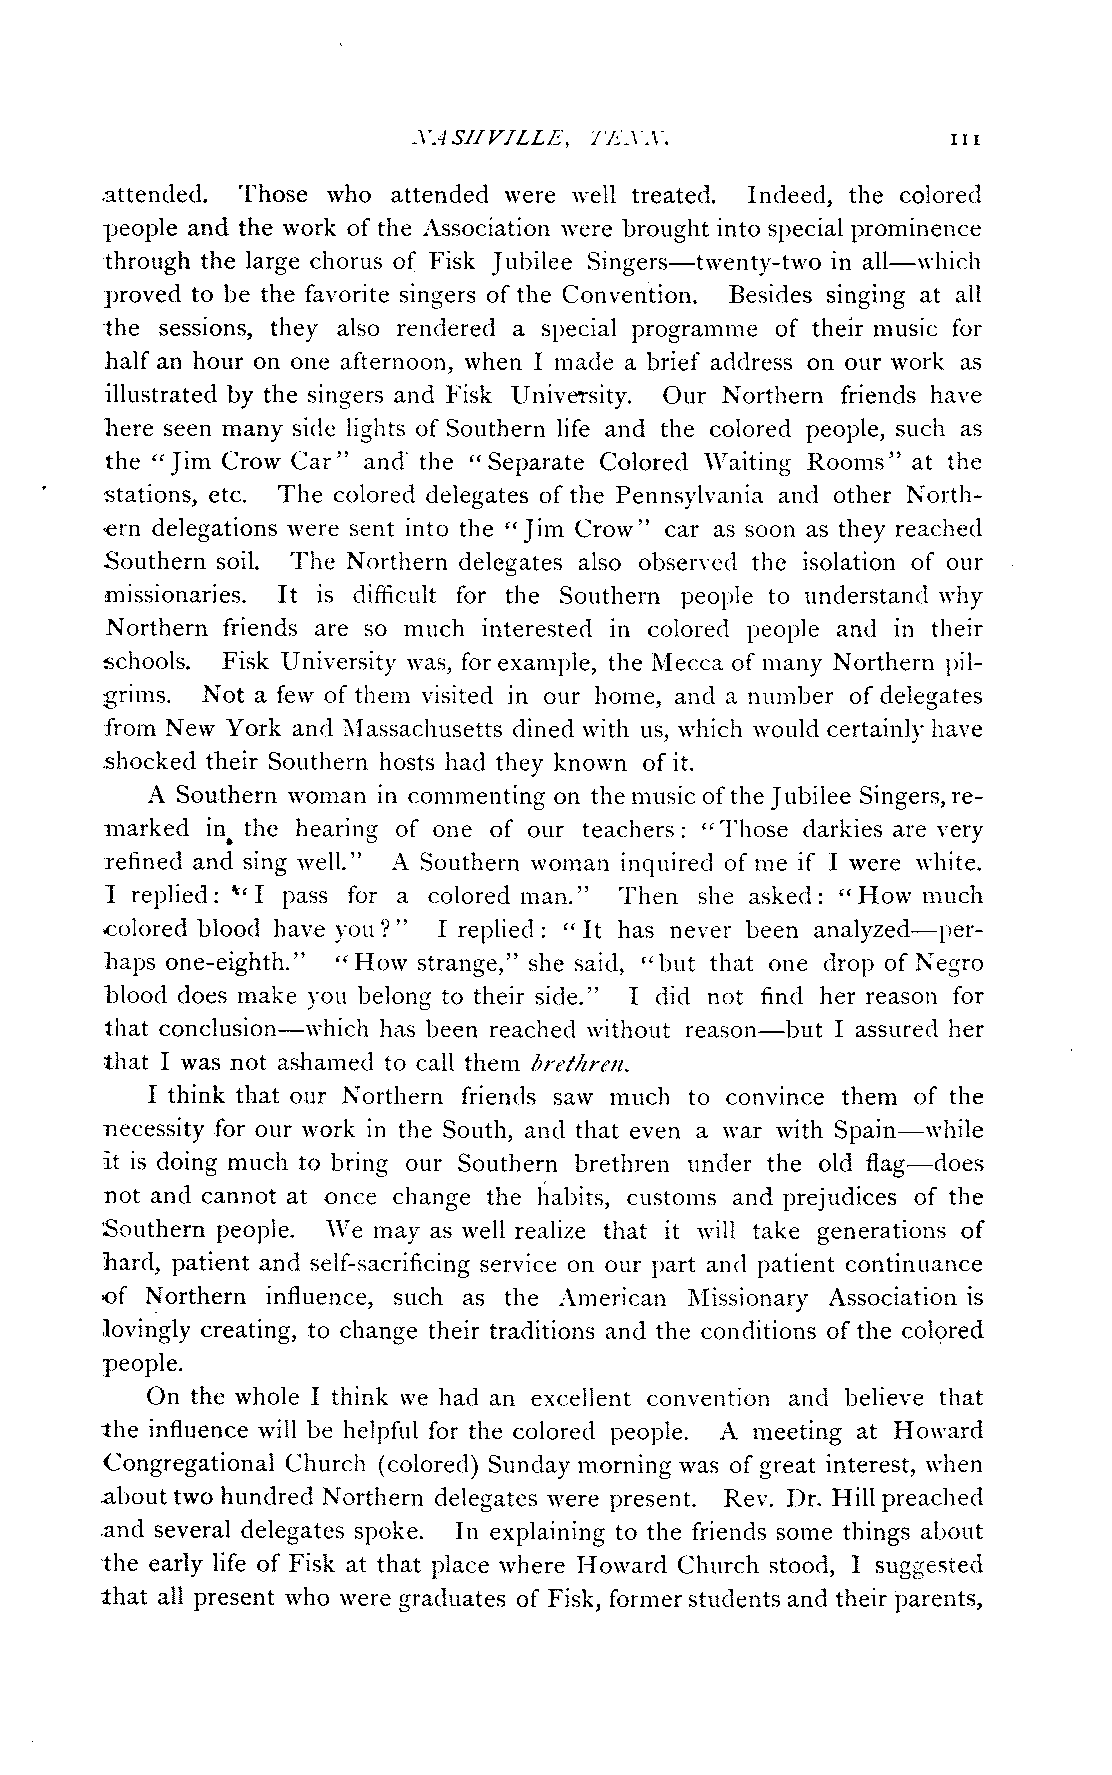 NASHVILLE, TENN. 111
attended. Those who attended were well treated. Indeed, the colored
people and the work of the Association were brought into special prominence
through the large chorus of Fisk Jubilee Singers—twenty-two in all—which
proved to be the favorite singers of the Convention. Besides singing at all
the sessions, they also rendered a special programme of their music for
half an hour on one afternoon, when I made a brief address on our work as
illustrated by the singers and Fisk University. Our Northern friends have
here seen many side lights of Southern life and the colored people, such as
the "Jim Crow Car" and the "Separate Colored Waiting Rooms" at the
stations, etc. The colored delegates of the Pennsylvania and other North-
ern delegations were sent into the "Jim Crow" car as soon as they reached
Southern soil. The Northern delegates also observed the isolation of our
missionaries. It is difficult for the Southern people to understand why
Northern friends are so much interested in colored people and in their
schools. Fisk University was, for example, the Mecca of many Northern pil-
grims. Not a few of them visited in our home, and a number of delegates
from New York and Massachusetts dined with us, which would certainly have
shocked their Southern hosts had they known of it.
A Southern woman in commenting on the music of the Jubilee Singers, re-
marked in the hearing of one of our teachers: "Those darkies are very
refined and sing well." A Southern woman inquired of me if I were white.
I replied: "I pass for a colored man." Then she asked: "How much
colored blood have you?" I replied: "It has never been analyzed—per-
haps one-eighth." "How strange," she said, "but that one drop of Negro
blood does make you belong to their side." I did not find her reason for
that conclusion—which has been reached without reason—but I assured her
that I was not ashamed to call them brethren.
I think that our Northern friends saw much to convince them of the
necessity for our work in the South, and that even a war with Spain—while
it is doing much to bring our Southern brethren under the old flag—does
not and cannot at once change the habits, customs and prejudices of the
Southern people. We may as well realize that it will take generations of
hard, patient and self-sacrificing service on our part and patient continuance
of Northern influence, such as the American Missionary Association is
lovingly creating, to change their traditions and the conditions of the colored
people.
On the whole I think we had an excellent convention and believe that
the influence will be helpful for the colored people. A meeting at Howard
Congregational Church (colored) Sunday morning was of great interest, when
about two hundred Northern delegates were present. Rev. Dr. Hill preached
and several delegates spoke. In explaining to the friends some things about
the early life of Fisk at that place where Howard Church stood, I suggested
that all present who were graduates of Fisk, former students and their parents,